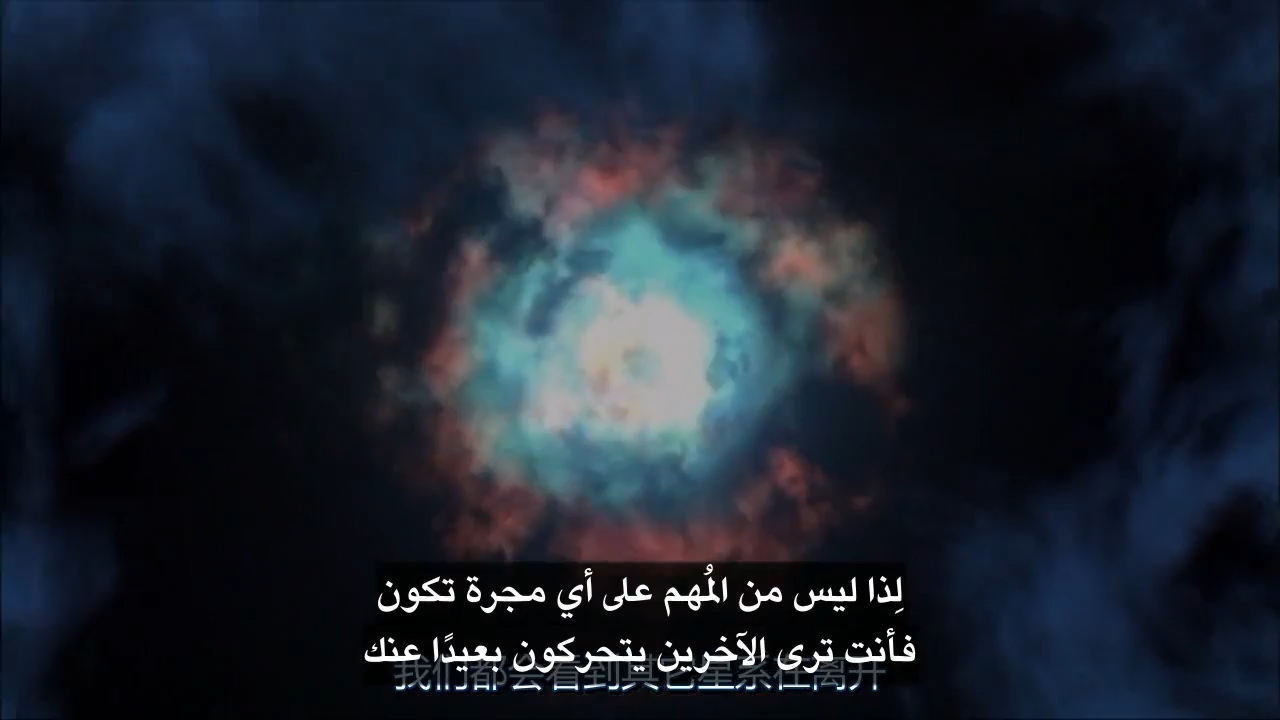 لِذا ليس من المُهم على أي مجرة تكون
فأنت ترى الآخرين يتحركون بعيدًا عنك
我们都会看到其它星系在离开